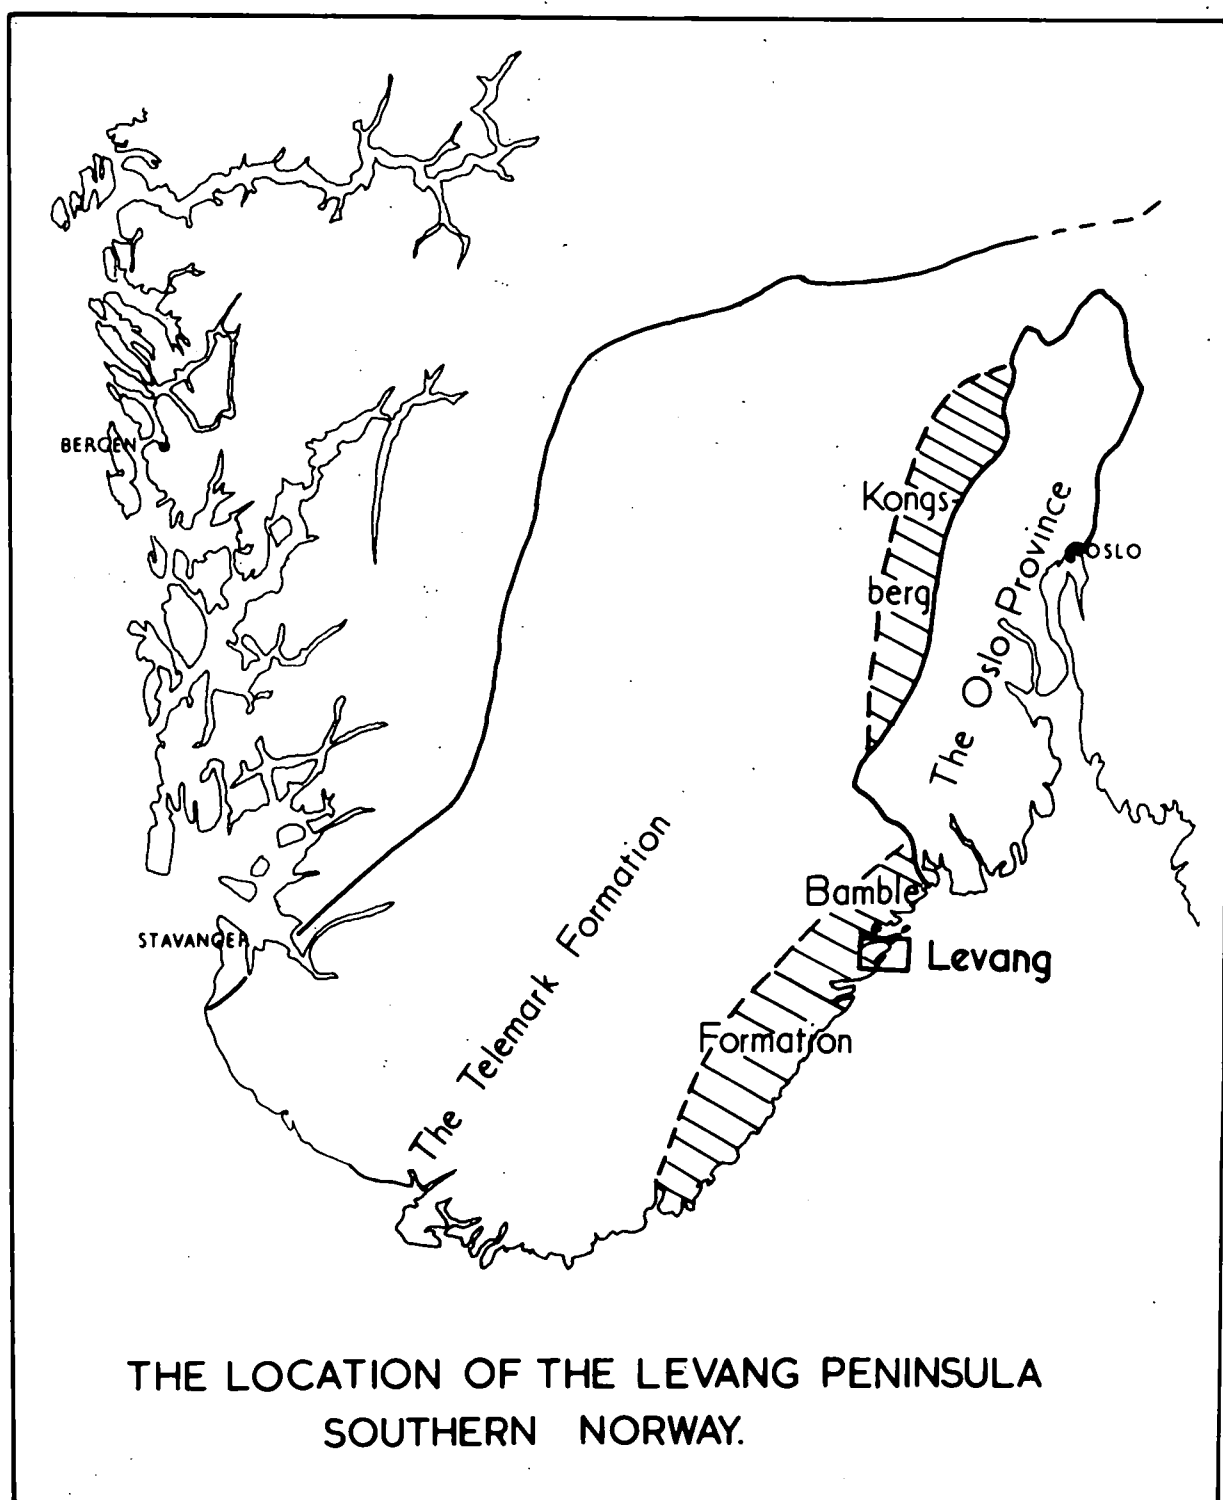 BERGEN
Kongs-
berg
OSLO
The Oslo Province
The Telemark Formation
Bamble
STAVANGER
Levang
Formation
THE LOCATION OF THE LEVANG PENINSULA
SOUTHERN NORWAY.